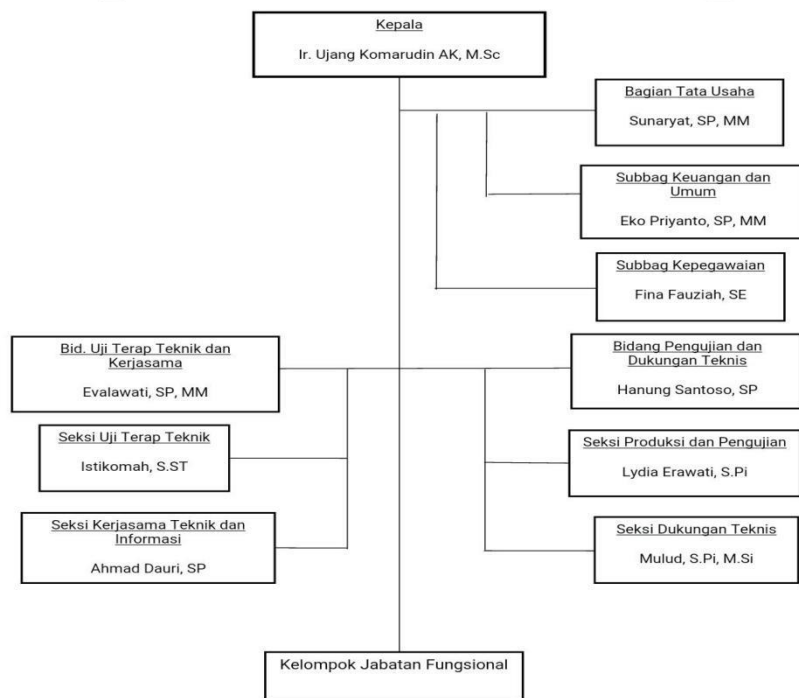 Kepala
Ir. Ujang Komarudin AK, M.Sc
Bagian Tata Usaha
Sunaryat, SP, MM
Subbag Keuangan dan
Umum
Eko Priyanto, SP, MM
Subbag Kepegawaian
Fina Fauziah, SE
Bid. Uji Terap Teknik dan
Kerjasama
Evalawati, SP, MM
Bidang Pengujian dan
Dukungan Teknis
Hanung Santoso, SP
Seksi Uji Terap Teknik
Istikomah, S.ST
Seksi Produksi dan Pengujian
Lydia Erawati, S.Pi
Seksi Kerjasama Teknik dan
Informasi
Ahmad Dauri, SP
Seksi Dukungan Teknis
Mulud, S.Pi, M.Si
Kelompok Jabatan Fungsional